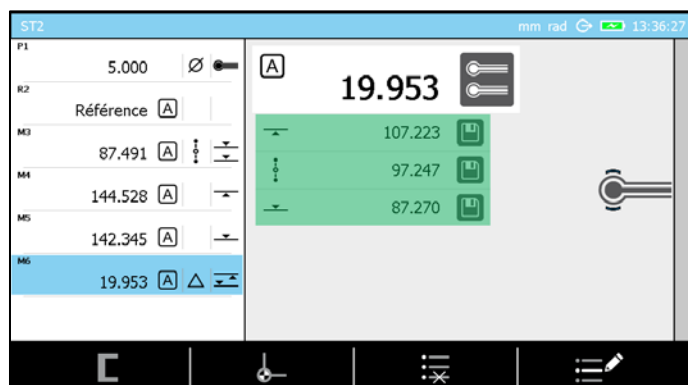 ST2
mm rad 13:36:27
P1
5.000 Ø
R2
Référence A
M3
87.491 A
M4
144.528 A
M5
142.345 A
M6
19.953 A
A
19.953
107.223
97.247
87.270